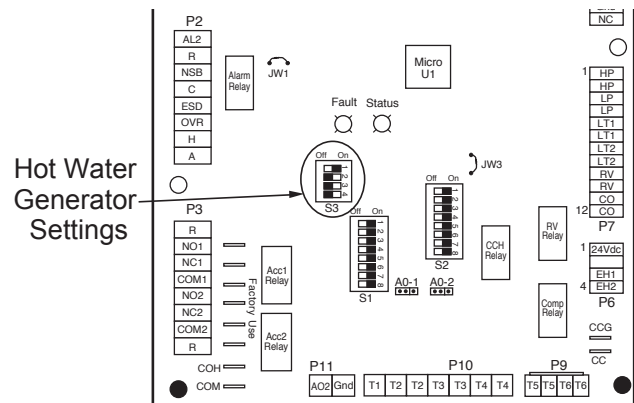 P2
AL2
R
NSB
C
ESD
OVR
H
A
Alarm
Relay
JW1
Micro
U1
Fault
Status
NC
1
HP
HP
LP
LP
LT1
LT1
LT2
LT2
RV
RV
CO
12
CO
P7
Hot Water
Generator
Settings
Off On
1
2
3
4
S3
JW3
Off On
1
2
3
4
5
6
7
8
S2
Off On
1
2
3
4
5
6
7
8
S1
CCH
Relay
RV
Relay
Comp
Relay
A0-1
A0-2
1
24Vdc
EH1
4
EH2
P6
CCG
CC
P3
R
NO1
NC1
COM1
NO2
NC2
COM2
R
Factory Use
Acc1
Relay
Acc2
Relay
COH
COM
P11
AO2 Gnd
P10
T1 T2 T2 T3 T3 T4 T4
P9
T5 T5 T6 T6